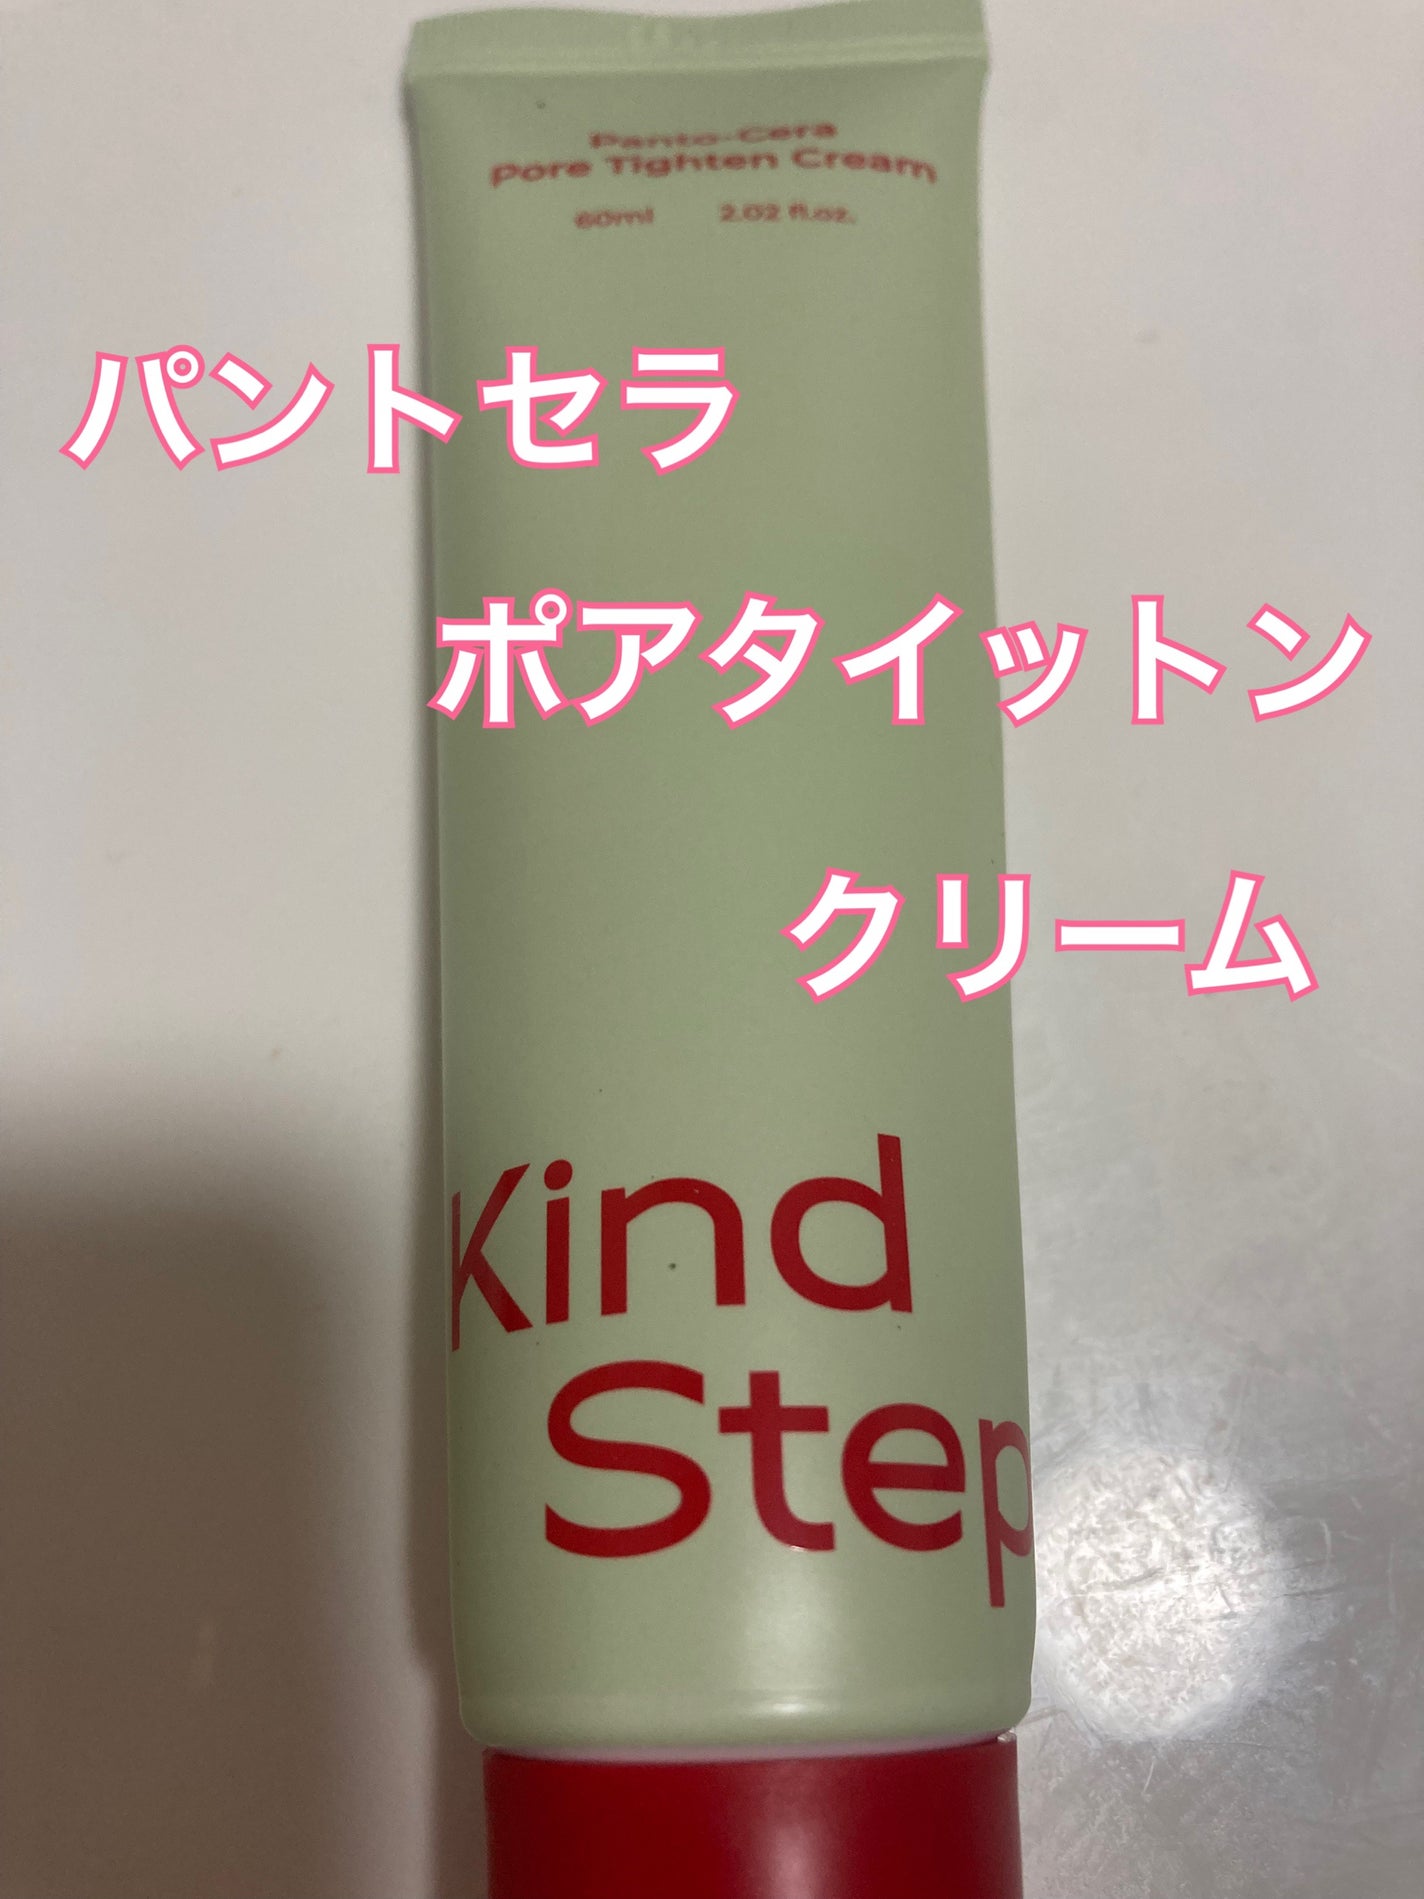 Panto-Cera
Pore Tighten Cream
60ml 2.02 fl.oz.
パントセラ
ポアタイットン
クリーム
Kind
Step